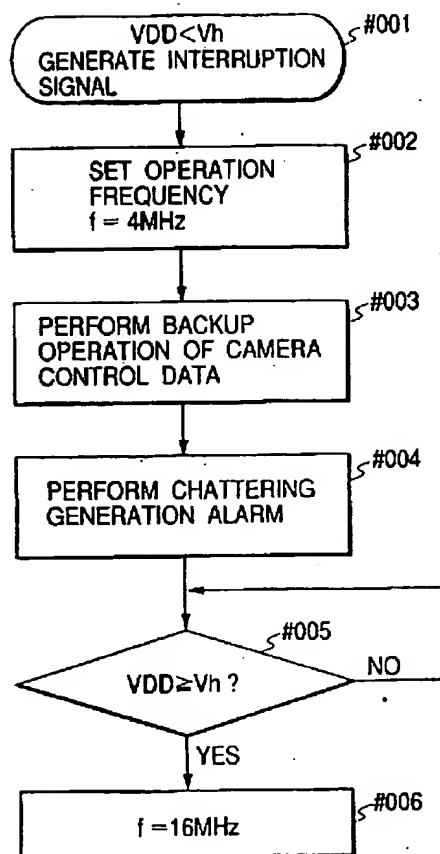 VDD<Vh
GENERATE INTERRUPTION
SIGNAL
#001
SET OPERATION
FREQUENCY
f = 4MHz
#002
PERFORM BACKUP
OPERATION OF CAMERA
CONTROL DATA
#003
PERFORM CHATTERING
GENERATION ALARM
#004
VDD≧Vh ?
#005
NO
YES
f =16MHz
#006